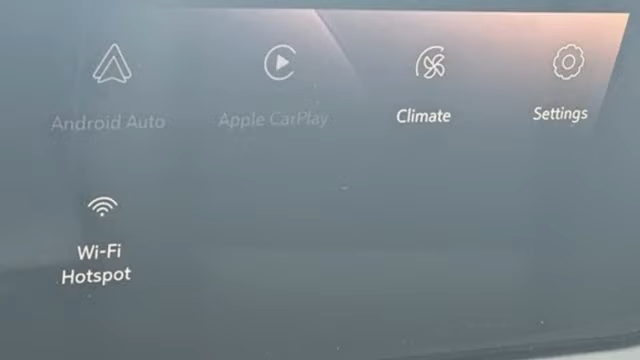 Android Auto
Apple CarPlay
Climate
Settings
Wi-Fi
Hotspot